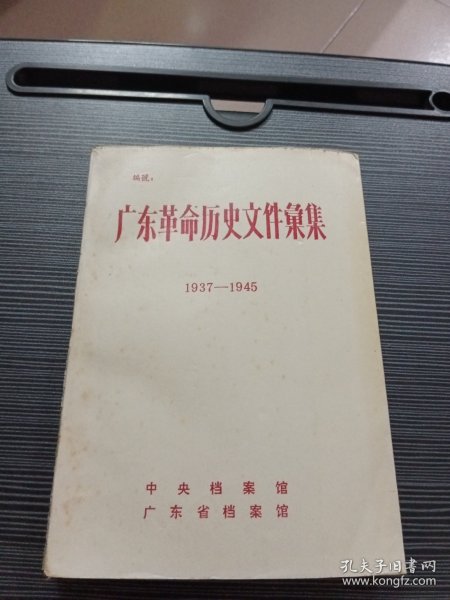 编号：
广东革命历史文件彙集
1937—1945
中央档案馆
广东省档案馆
孔夫子旧书网
www.kongfz.com